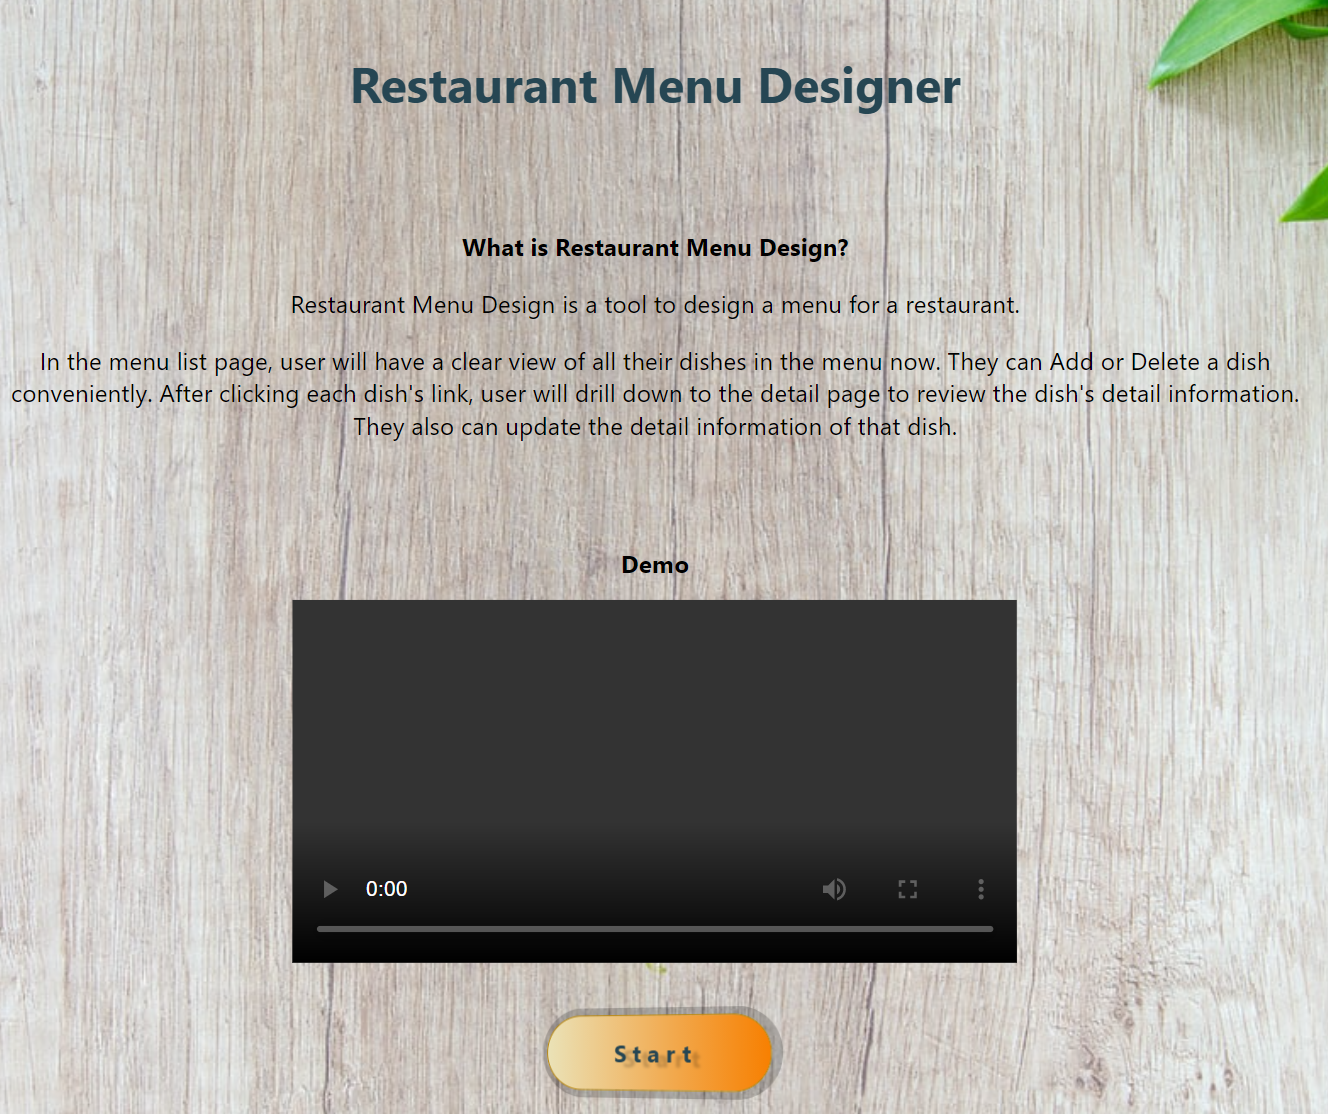 Restaurant Menu Designer
What is Restaurant Menu Design?
Restaurant Menu Design is a tool to design a menu for a restaurant.
In the menu list page, user will have a clear view of all their dishes in the menu now. They can Add or Delete a dish
conveniently. After clicking each dish's link, user will drill down to the detail page to review the dish's detail information.
They also can update the detail information of that dish.
Demo
0:00
Start